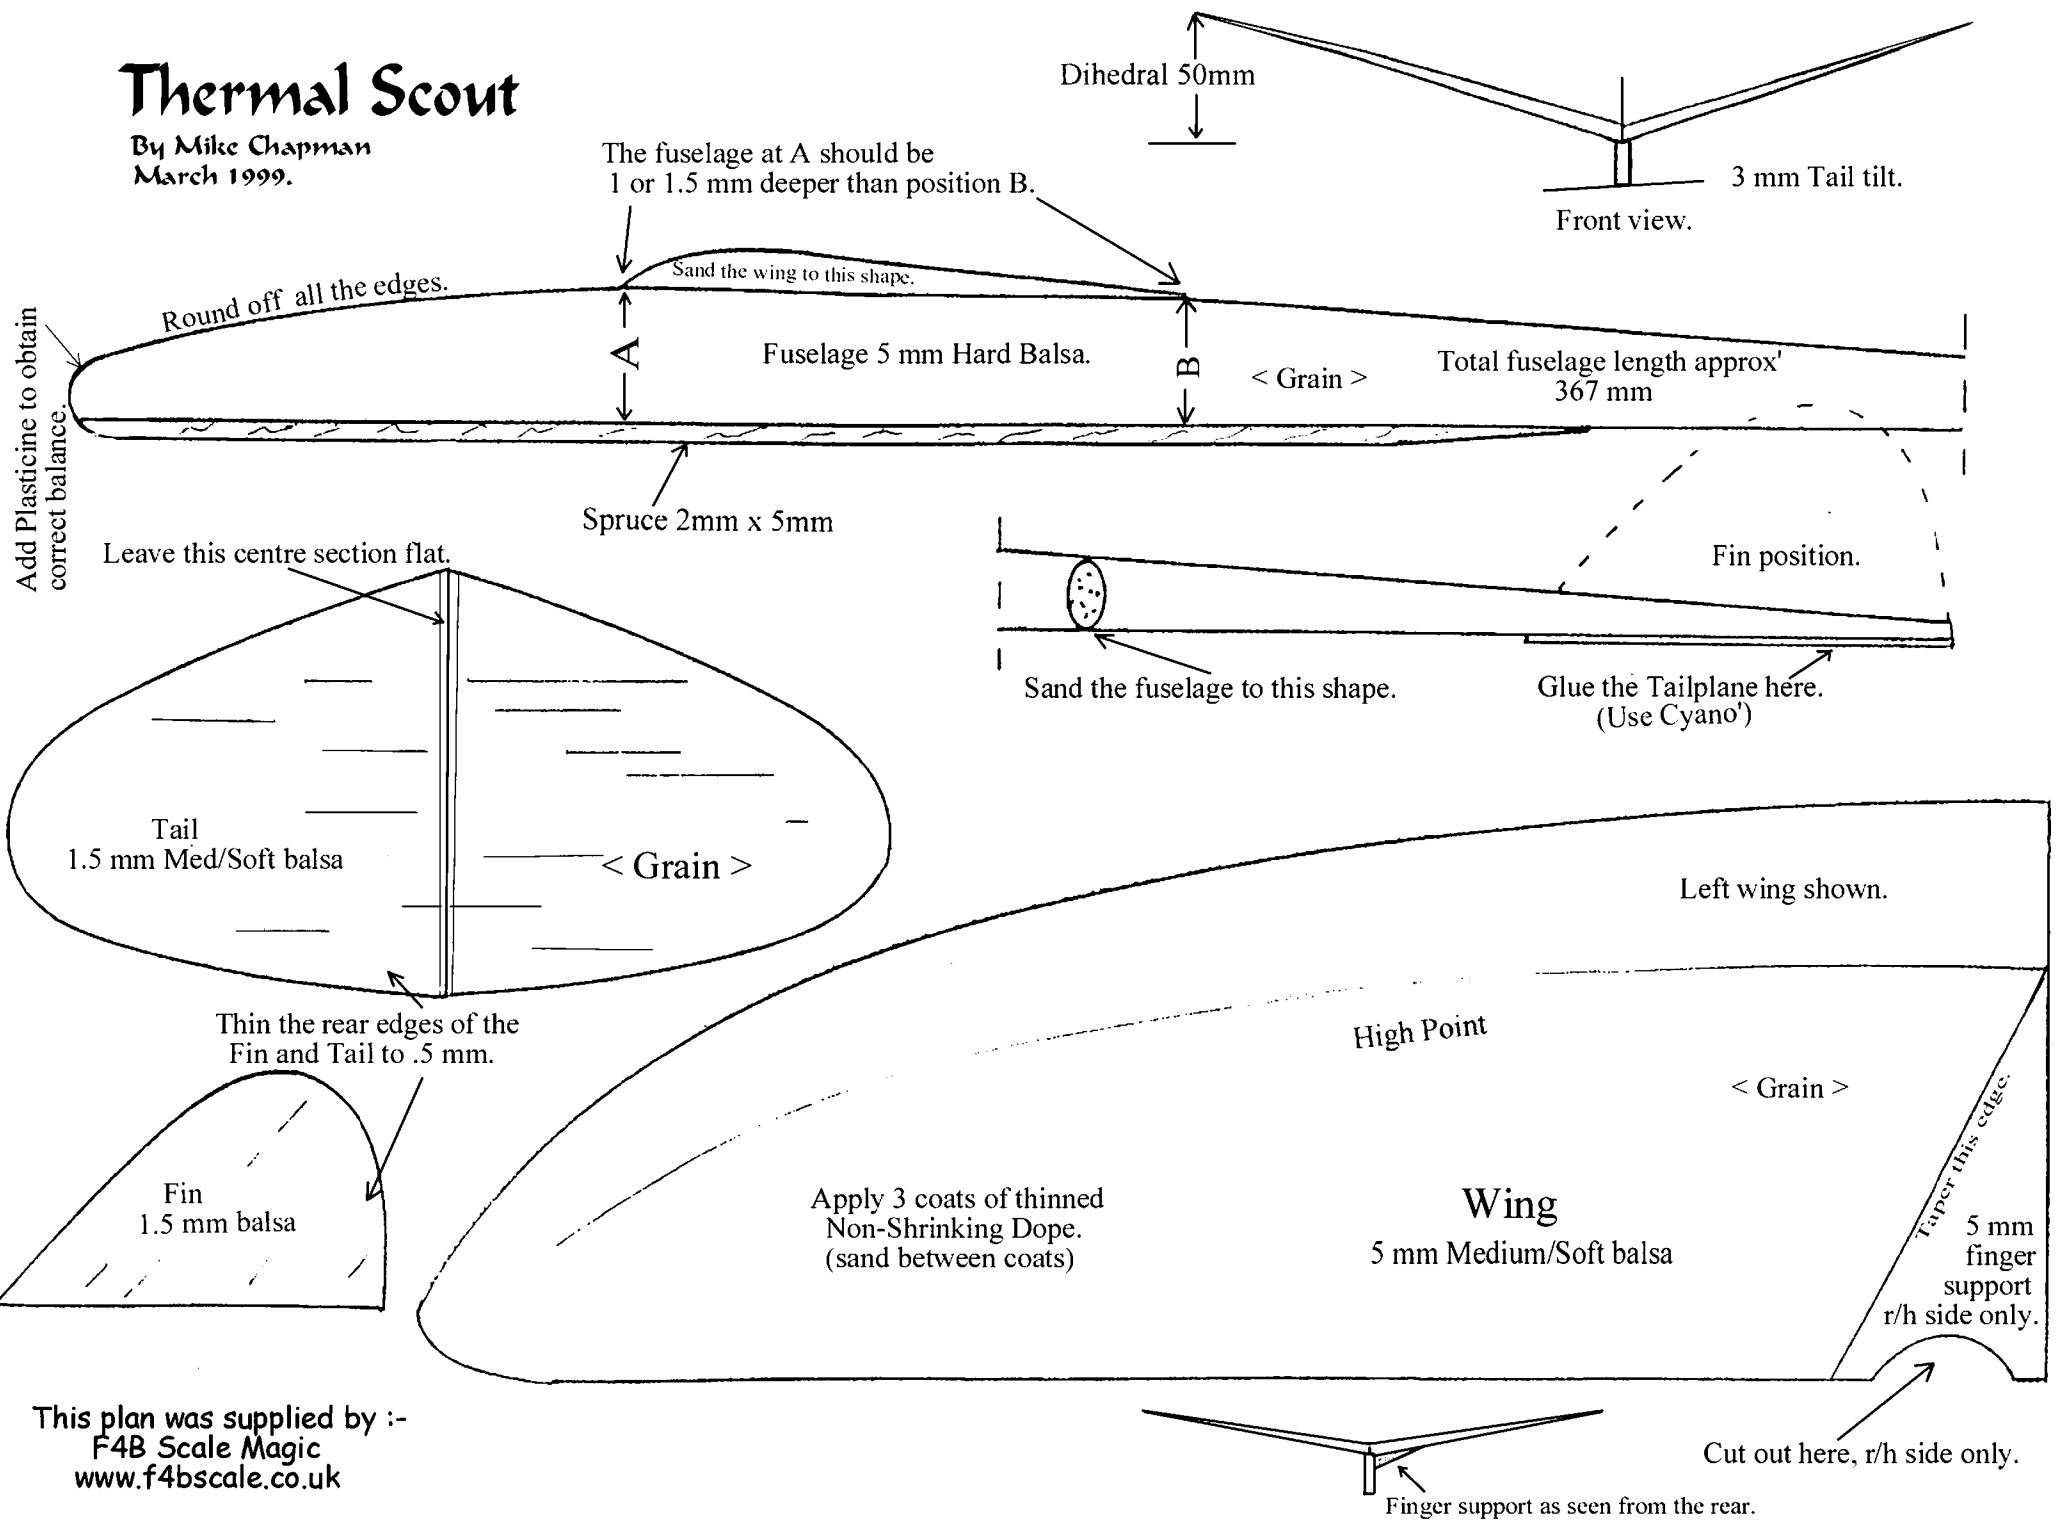 Thermal Scout
By Mike Chapman
March 1999.
Dihedral 50mm
3 mm Tail tilt.
Front view.
The fuselage at A should be
1 or 1.5 mm deeper than position B.
Round off all the edges.
Sand the wing to this shape.
Add Plasticine to obtain
correct balance.
A
Fuselage 5 mm Hard Balsa.
B
< Grain >
Total fuselage length approx'
367 mm
Spruce 2mm x 5mm
Leave this centre section flat.
Fin position.
Sand the fuselage to this shape.
Glue the Tailplane here.
(Use Cyano')
Tail
1.5 mm Med/Soft balsa
< Grain >
Left wing shown.
Thin the rear edges of the
Fin and Tail to .5 mm.
High Point
< Grain >
Taper this edge.
Fin
1.5 mm balsa
Apply 3 coats of thinned
Non-Shrinking Dope.
(sand between coats)
Wing
5 mm Medium/Soft balsa
5 mm
finger
support
r/h side only.
This plan was supplied by :-
F4B Scale Magic
www.f4bscale.co.uk
Cut out here, r/h side only.
Finger support as seen from the rear.